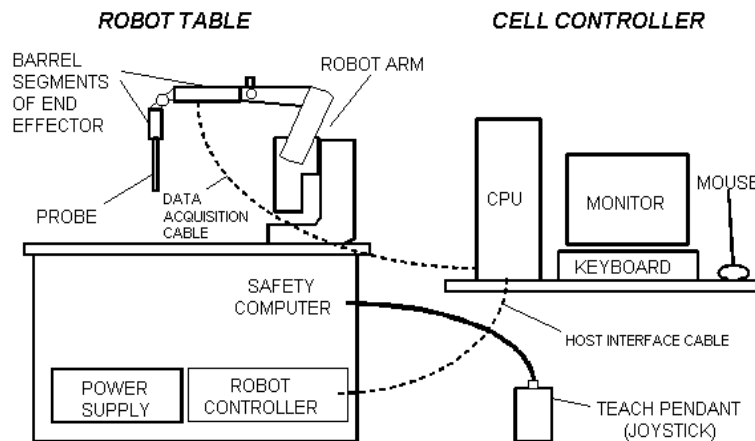 ROBOT TABLE
CELL CONTROLLER
BARREL
SEGMENTS
OF END
EFFECTOR
ROBOT ARM
PROBE
DATA
ACQUISITION
CABLE
CPU
MONITOR
MOUSE
KEYBOARD
SAFETY
COMPUTER
HOST INTERFACE CABLE
POWER
SUPPLY
ROBOT
CONTROLLER
TEACH PENDANT
(JOYSTICK)